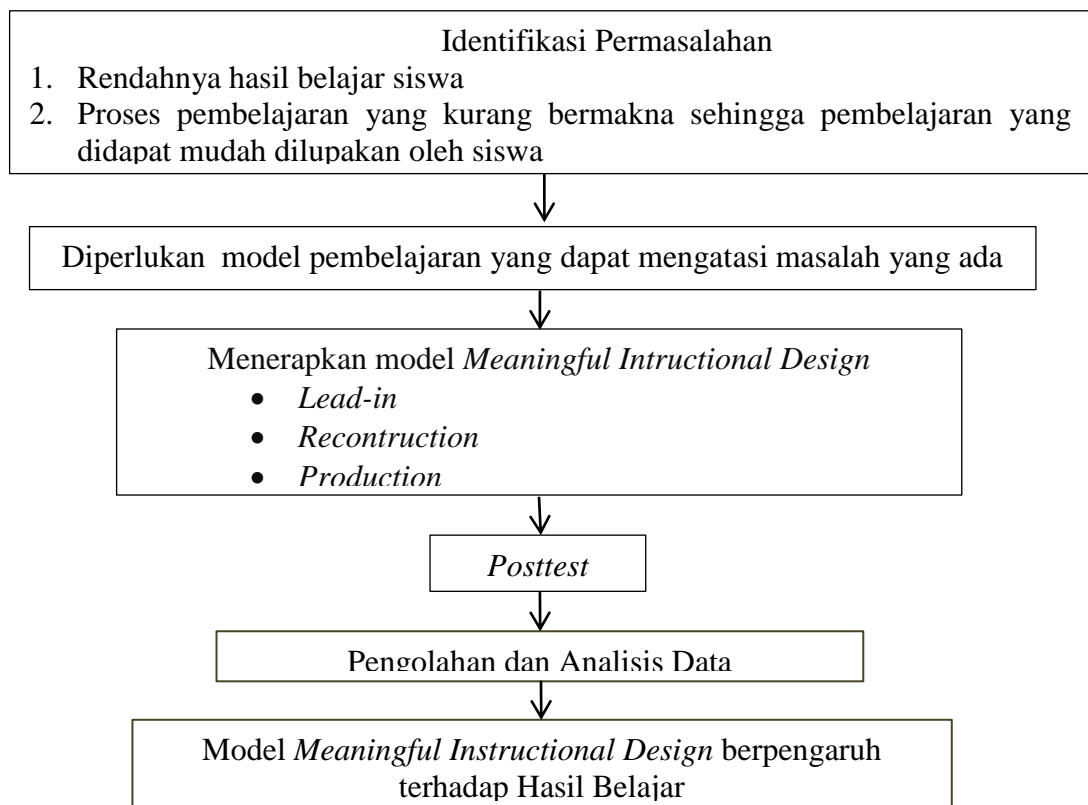 Identifikasi Permasalahan
1. Rendahnya hasil belajar siswa
2. Proses pembelajaran yang kurang bermakna sehingga pembelajaran yang
didapat mudah dilupakan oleh siswa
Diperlukan model pembelajaran yang dapat mengatasi masalah yang ada
Menerapkan model Meaningful Intructional Design
• Lead-in
• Recontruction
• Production
Posttest
Pengolahan dan Analisis Data
Model Meaningful Instructional Design berpengaruh
terhadap Hasil Belajar